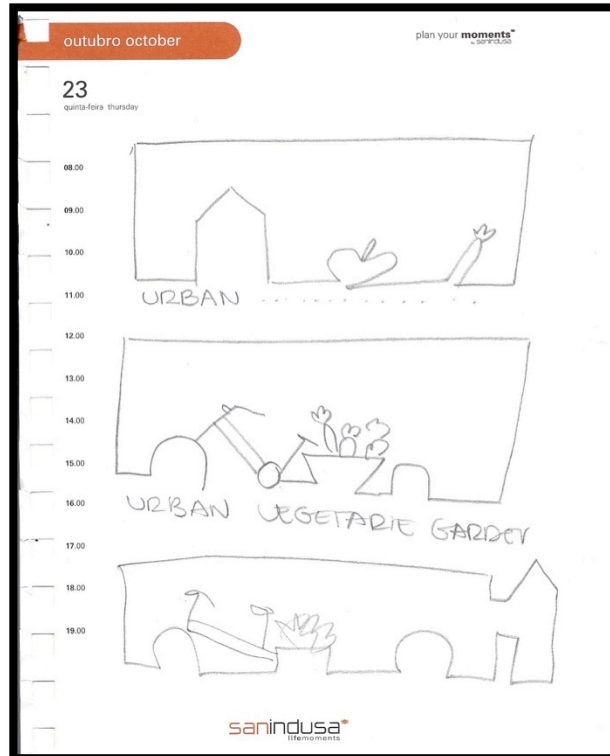 outubro october
plan your moments
by sanindusa
23
quinta-feira thursday
08.00
09.00
10.00
11.00
URBAN ..............
12.00
13.00
14.00
15.00
16.00
URBAN VEGETARIE GARDEN
17.00
18.00
19.00
sanindusa
lifemoments